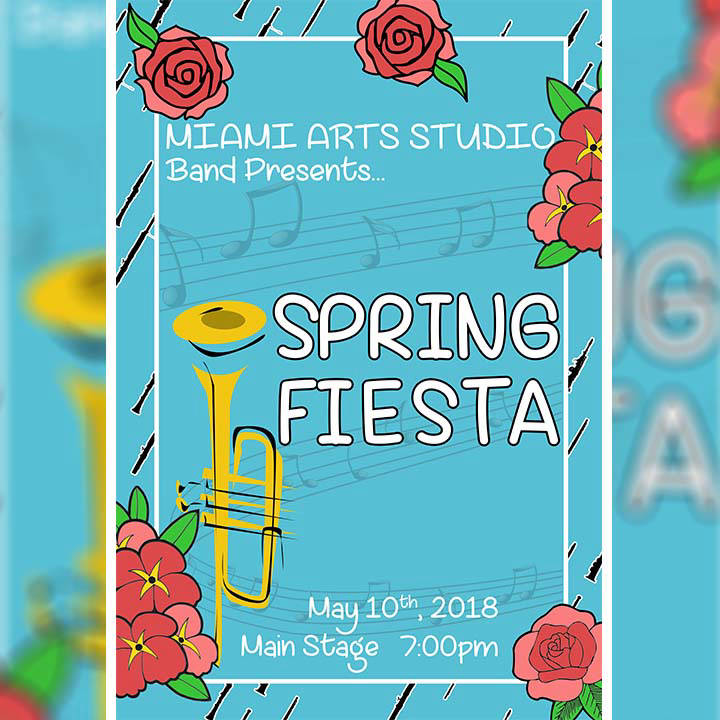 MIAMI ARTS STUDIO
Band Presents...
SPRING
FIESTA
May 10th, 2018
Main Stage 7:00pm